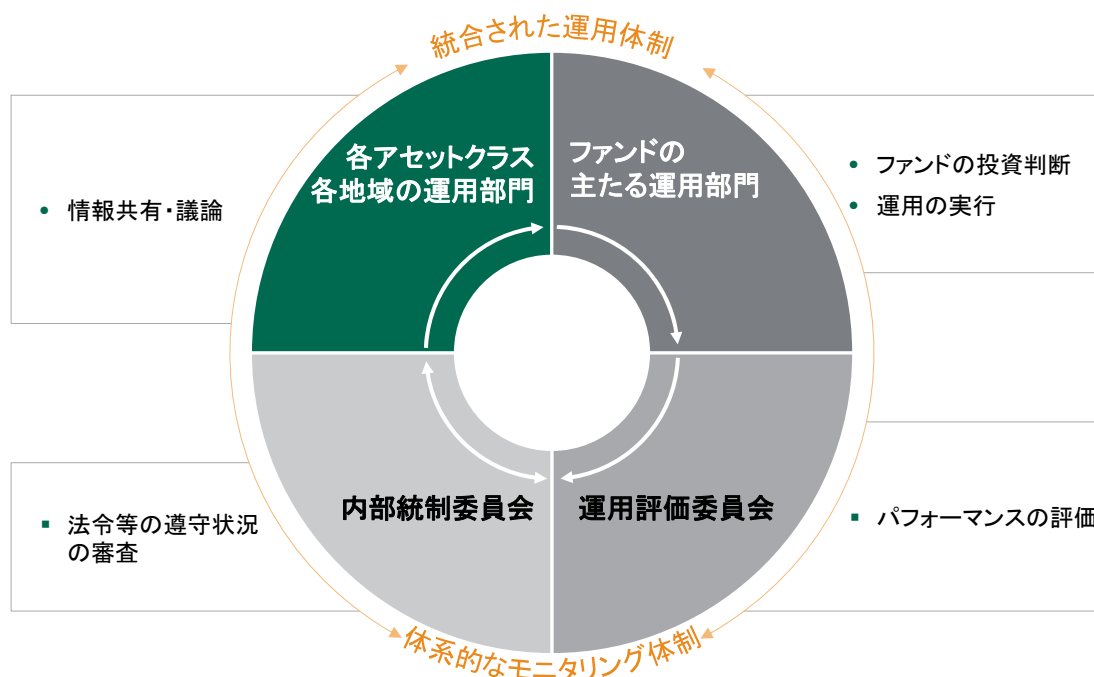 統合された運用体制
各アセットクラス
各地域の運用部門
ファンドの
主たる運用部門
• 情報共有・議論
• ファンドの投資判断
• 運用の実行
内部統制委員会
運用評価委員会
▪ 法令等の遵守状況
の審査
▪ パフォーマンスの評価
体系的なモニタリング体制